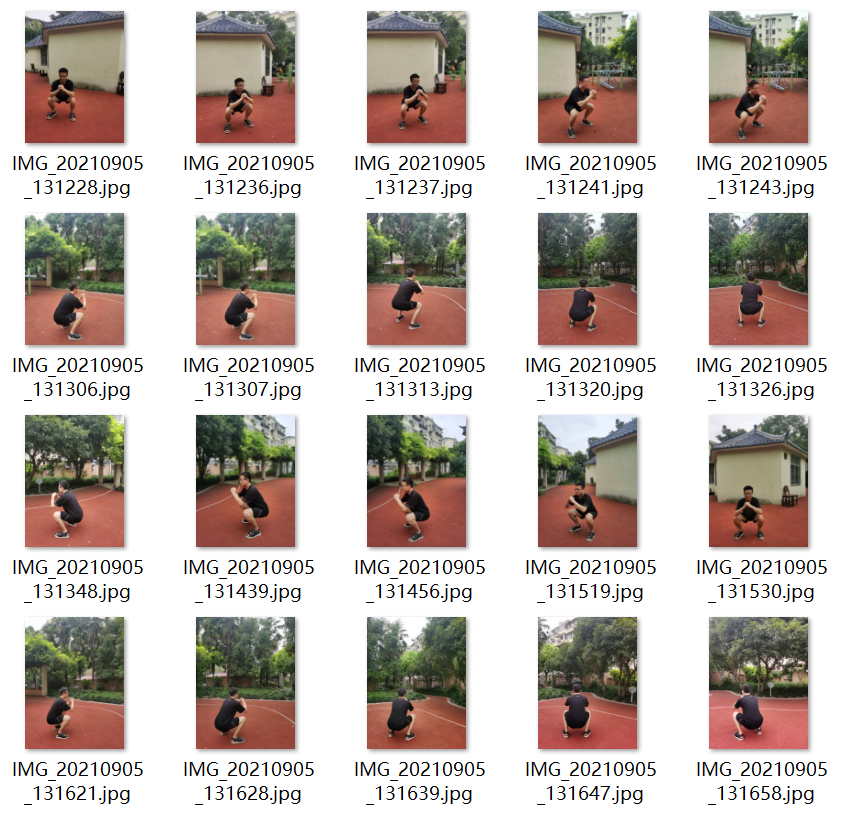 IMG_20210905 IMG_20210905 IMG_20210905 IMG_20210905 IMG_20210905
_131228.jpg _131236.jpg _131237.jpg _131241.jpg _131243.jpg
IMG_20210905 IMG_20210905 IMG_20210905 IMG_20210905 IMG_20210905
_131306.jpg _131307.jpg _131313.jpg _131320.jpg _131326.jpg
IMG_20210905 IMG_20210905 IMG_20210905 IMG_20210905 IMG_20210905
_131348.jpg _131439.jpg _131456.jpg _131519.jpg _131530.jpg
IMG_20210905 IMG_20210905 IMG_20210905 IMG_20210905 IMG_20210905
_131621.jpg _131628.jpg _131639.jpg _131647.jpg _131658.jpg